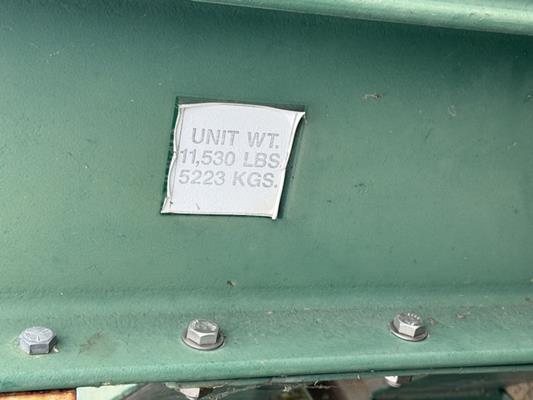 UNIT WT.
11,530 LBS.
5223 KGS.